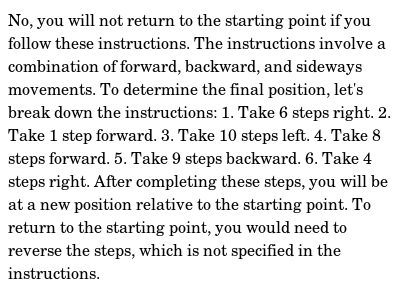 No, you will not return to the starting point if you
follow these instructions. The instructions involve a
combination of forward, backward, and sideways
movements. To determine the final position, let's
break down the instructions: 1. Take 6 steps right. 2.
Take 1 step forward. 3. Take 10 steps left. 4. Take 8
steps forward. 5. Take 9 steps backward. 6. Take 4
steps right. After completing these steps, you will be
at a new position relative to the starting point. To
return to the starting point, you would need to
reverse the steps, which is not specified in the
instructions.